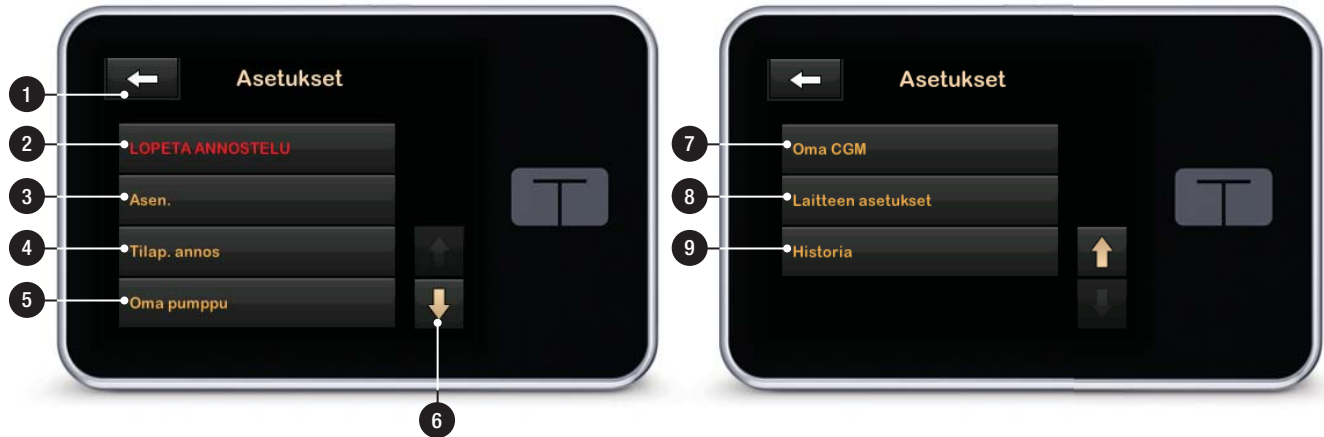 Asetukset
1
2
LOPETA ANNOSTELU
3
Asen.
4
Tilap. annos
5
Oma pumppu
6
Asetukset
7
Oma CGM
8
Laitteen asetukset
9
Historia